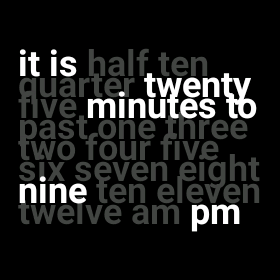 it is half ten
quarter twenty
five minutes to
past one three
two four five
six seven eight
nine ten eleven
twelve am pm